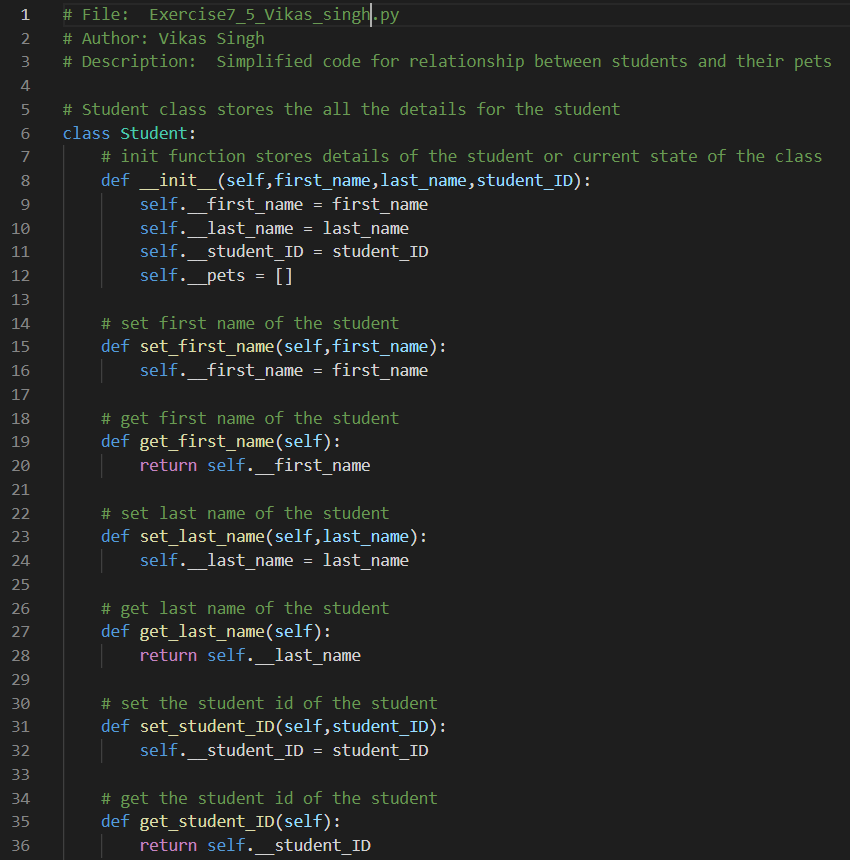 1 # File:  Exercise7_5_Vikas_singh.py
2 # Author: Vikas Singh
3 # Description:  Simplified code for relationship between students and their pets
4
5 # Student class stores the all the details for the student
6 class Student:
7     # init function stores details of the student or current state of the class
8     def __init__(self,first_name,last_name,student_ID):
9         self.__first_name = first_name
10         self.__last_name = last_name
11         self.__student_ID = student_ID
12         self.__pets = []
13
14     # set first name of the student
15     def set_first_name(self,first_name):
16         self.__first_name = first_name
17
18     # get first name of the student
19     def get_first_name(self):
20         return self.__first_name
21
22     # set last name of the student
23     def set_last_name(self,last_name):
24         self.__last_name = last_name
25
26     # get last name of the student
27     def get_last_name(self):
28         return self.__last_name
29
30     # set the student id of the student
31     def set_student_ID(self,student_ID):
32         self.__student_ID = student_ID
33
34     # get the student id of the student
35     def get_student_ID(self):
36         return self.__student_ID